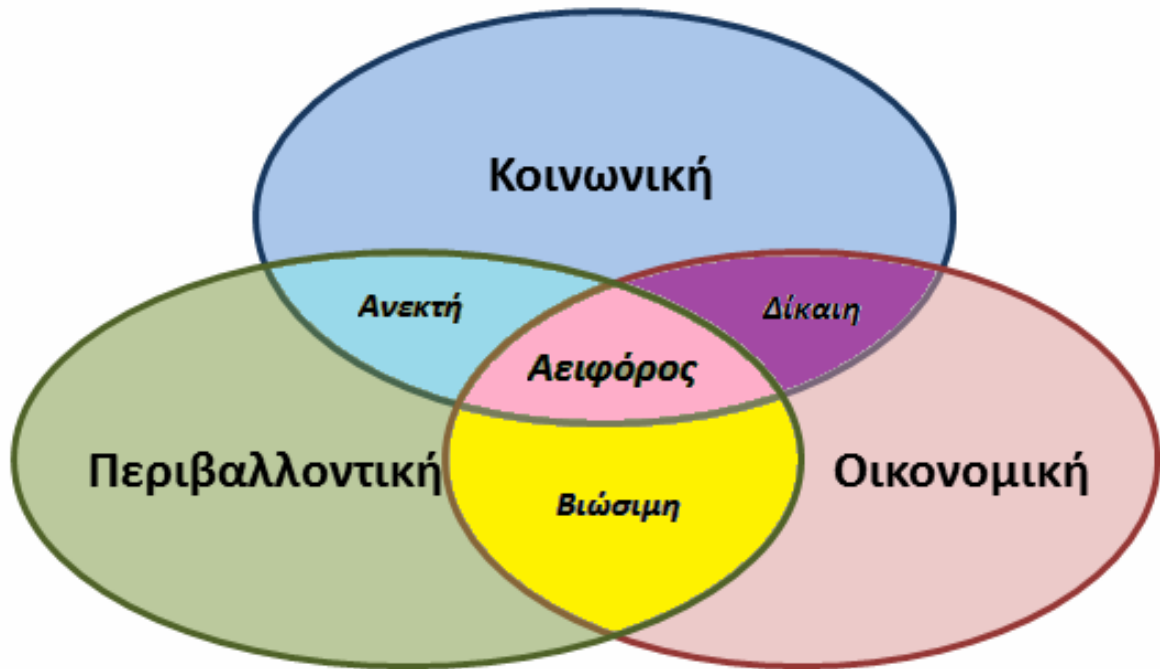 Κοινωνική
Ανεκτή
Δίκαιη
Αειφόρος
Περιβαλλοντική
Οικονομική
Βιώσιμη